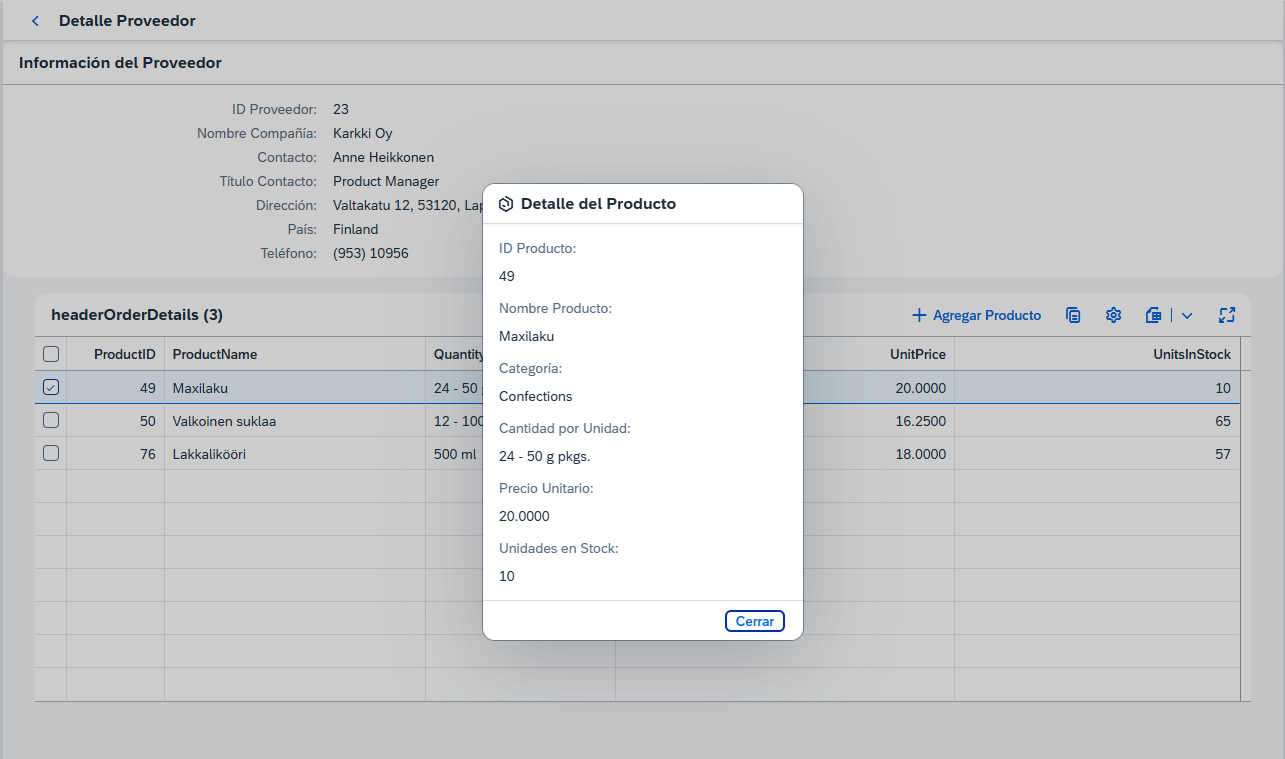 Detalle Proveedor
Información del Proveedor
ID Proveedor: 23
Nombre Compañía: Karkki Oy
Contacto: Anne Heikkonen
Título Contacto: Product Manager
Dirección: Valtakatu 12, 53120, Lap
País: Finland
Teléfono: (953) 10956
headerOrderDetails (3)
Agregar Producto
ProductID ProductName Quantity UnitPrice UnitsInStock
49 Maxilaku 24 - 50 20.0000 10
50 Valkoinen suklaa 12 - 100 16.2500 65
76 Lakkalikööri 500 ml 18.0000 57
Detalle del Producto
ID Producto:
49
Nombre Producto:
Maxilaku
Categoría:
Confections
Cantidad por Unidad:
24 - 50 g pkgs.
Precio Unitario:
20.0000
Unidades en Stock:
10
Cerrar